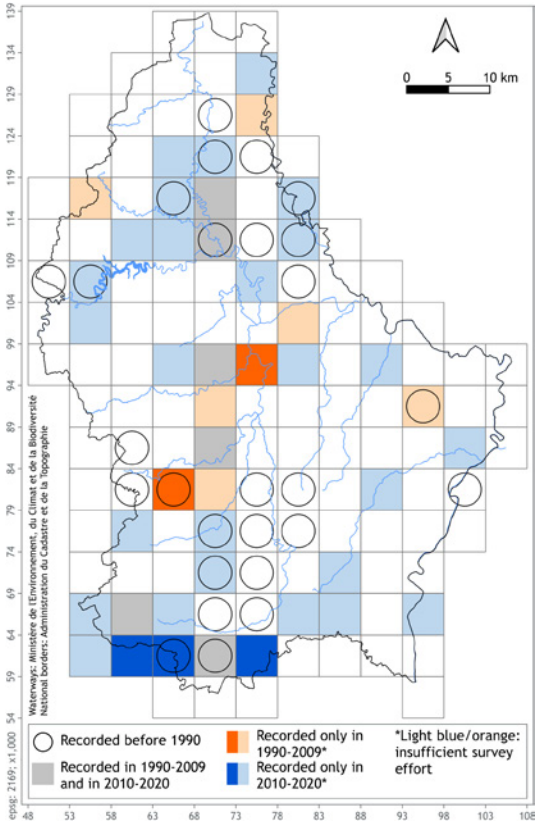 139
134
129
124
119
114
109
104
99
94
89
84
79
74
69
64
59
54
0 5 10 km
Waterways: Ministère de l'Environnement, du Climat et de la Biodiversité
National borders: Administration du Cadastre et de la Topographie
epsg: 2169; x1,000
Recorded before 1990
Recorded in 1990-2009
and in 2010-2020
Recorded only in
1990-2009*
Recorded only in
2010-2020*
*Light blue/orange:
insufficient survey
effort
48 53 58 63 68 73 78 83 88 93 98 103 108